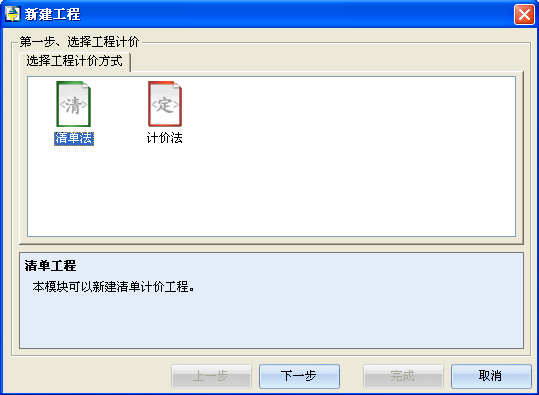 新建工程
第一步、选择工程计价
选择工程计价方式
<清> <定>
清单法 计价法
清单工程
本模块可以新建清单计价工程。
上一步 下一步 完成 取消